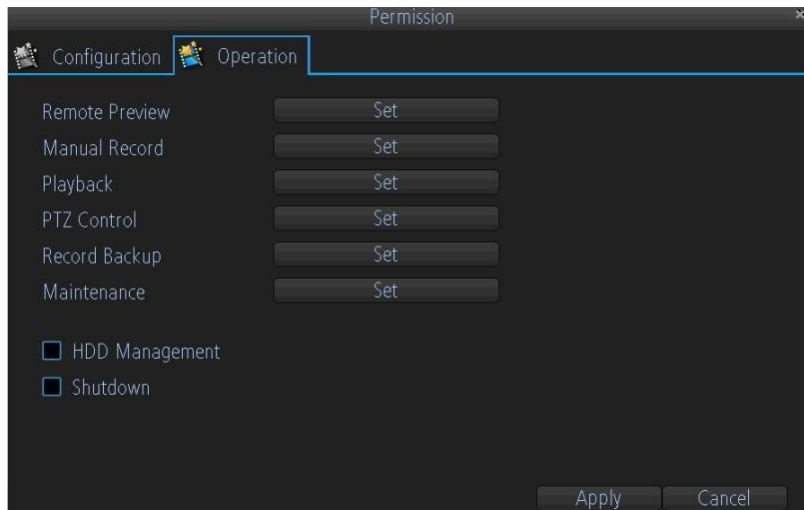 Permission
Configuration Operation
Remote Preview Set
Manual Record Set
Playback Set
PTZ Control Set
Record Backup Set
Maintenance Set
HDD Management
Shutdown
Apply Cancel